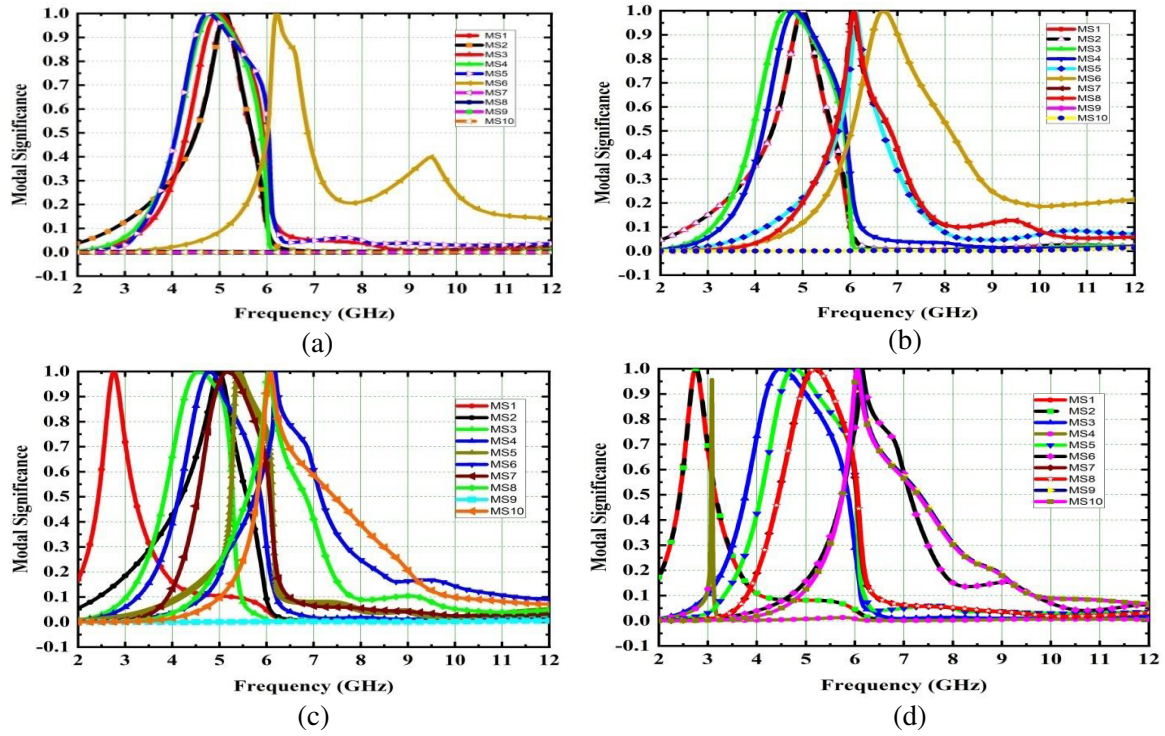 1.0
0.9
0.8
0.7
0.6
0.5
0.4
0.3
0.2
0.1
0.0
-0.1
Modal Significance
MS1
MS2
MS3
MS4
MS5
MS6
MS7
MS8
MS9
MS10
2 3 4 5 6 7 8 9 10 11 12
Frequency (GHz)
(a)
1.0
0.9
0.8
0.7
0.6
0.5
0.4
0.3
0.2
0.1
0.0
-0.1
Modal Significance
MS1
MS2
MS3
MS4
MS5
MS6
MS7
MS8
MS9
MS10
2 3 4 5 6 7 8 9 10 11 12
Frequency (GHz)
(b)
1.0
0.9
0.8
0.7
0.6
0.5
0.4
0.3
0.2
0.1
0.0
-0.1
Modal Significance
MS1
MS2
MS3
MS4
MS5
MS6
MS7
MS8
MS9
MS10
2 3 4 5 6 7 8 9 10 11 12
Frequency (GHz)
(c)
1.0
0.9
0.8
0.7
0.6
0.5
0.4
0.3
0.2
0.1
0.0
-0.1
Modal Significance
MS1
MS2
MS3
MS4
MS5
MS6
MS7
MS8
MS9
MS10
2 3 4 5 6 7 8 9 10 11 12
Frequency (GHz)
(d)